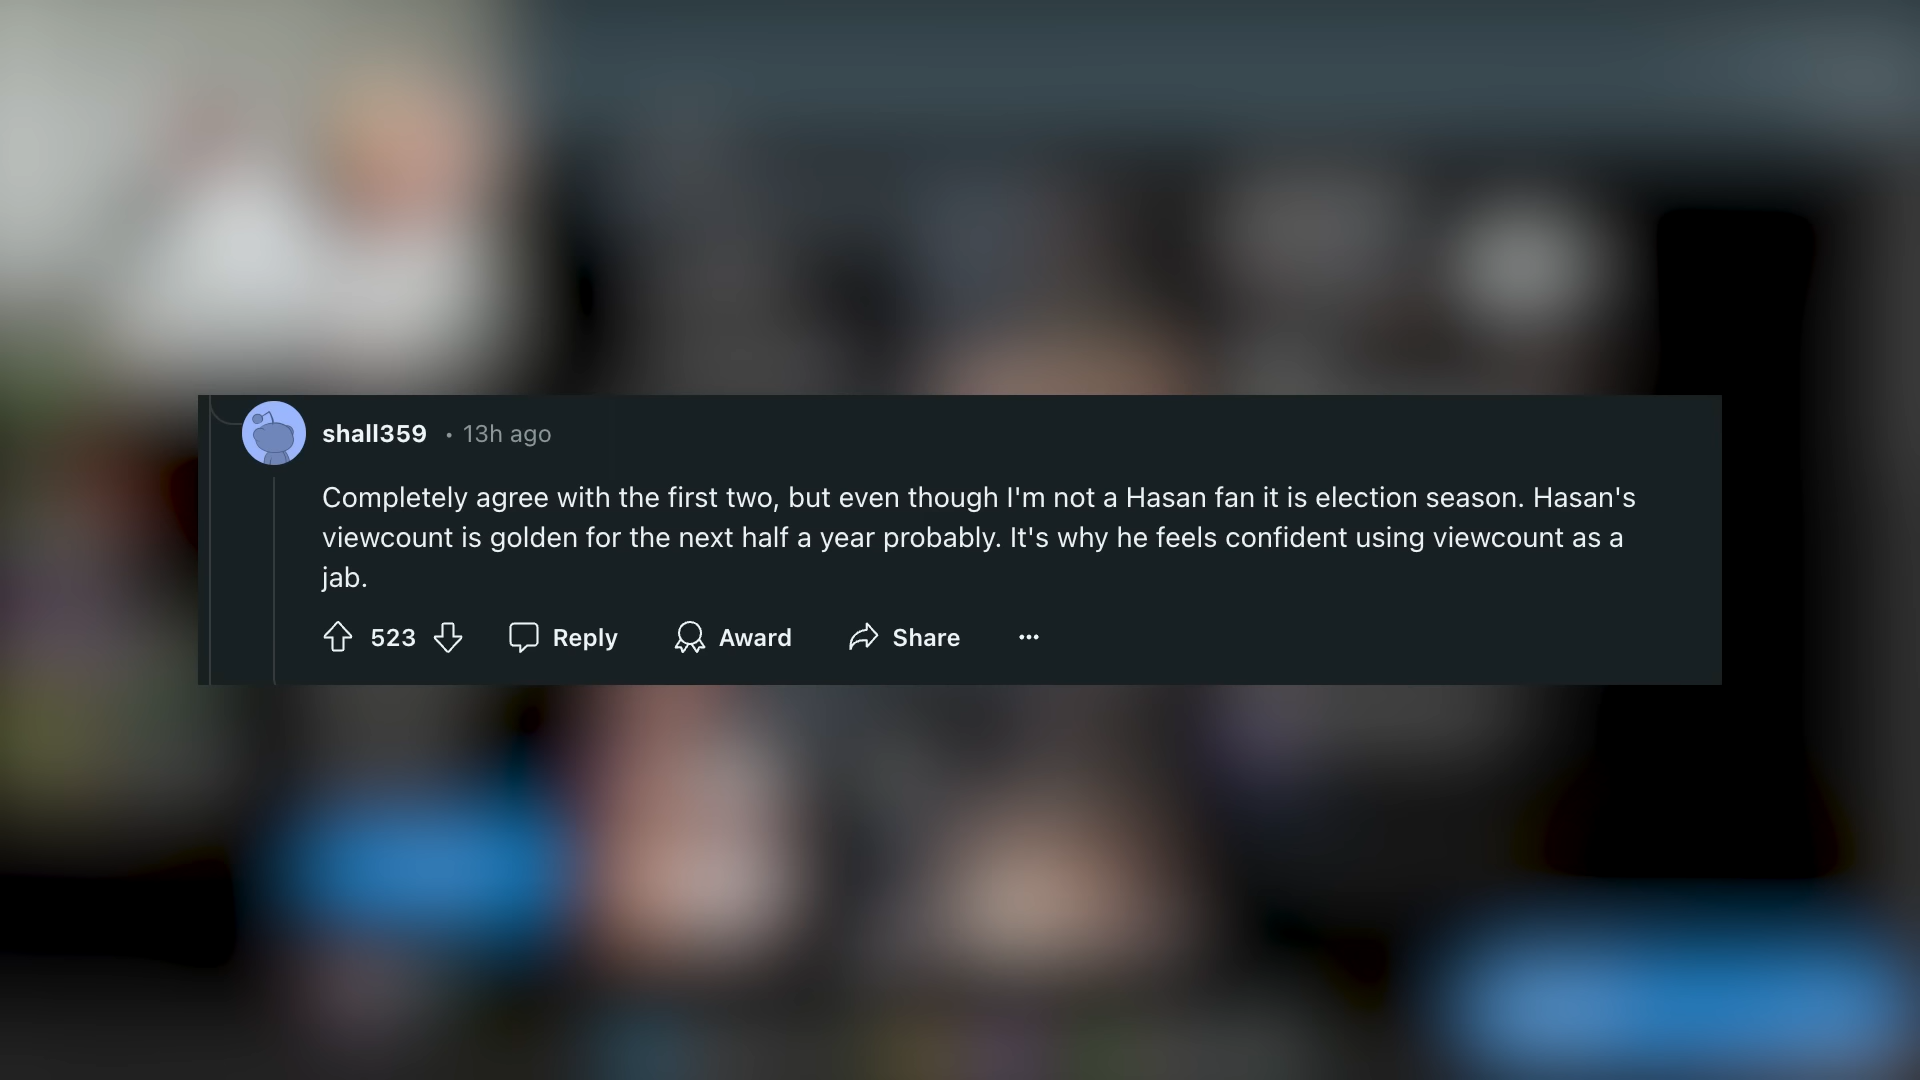 shall359 • 13h ago
Completely agree with the first two, but even though I'm not a Hasan fan it is election season. Hasan's
viewcount is golden for the next half a year probably. It's why he feels confident using viewcount as a
jab.
523 Reply Award Share ...